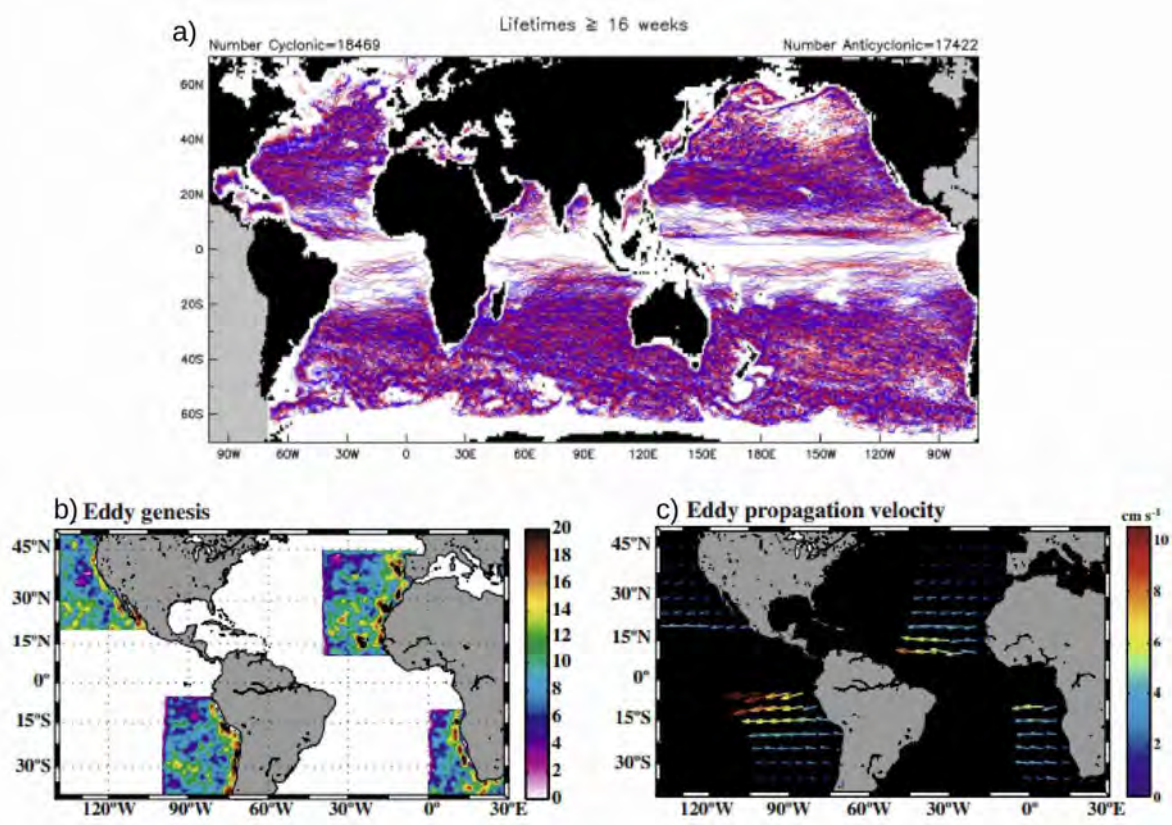 a)
Lifetimes ≧ 16 weeks
Number Cyclonic=18469
Number Anticyclonic=17422
60N
40N
20N
0
20S
40S
60S
90W 60W 30W 0 30E 60E 90E 120E 150E 180E 150W 120W 90W
b) Eddy genesis
45°N
30°N
15°N
0°
15°S
30°S
120°W 90°W 60°W 30°W 0° 30°E
20
18
16
14
12
10
8
6
4
2
0
c) Eddy propagation velocity
cm s⁻¹
45°N
30°N
15°N
0°
15°S
30°S
120°W 90°W 60°W 30°W 0° 30°E
10
8
6
4
2
0